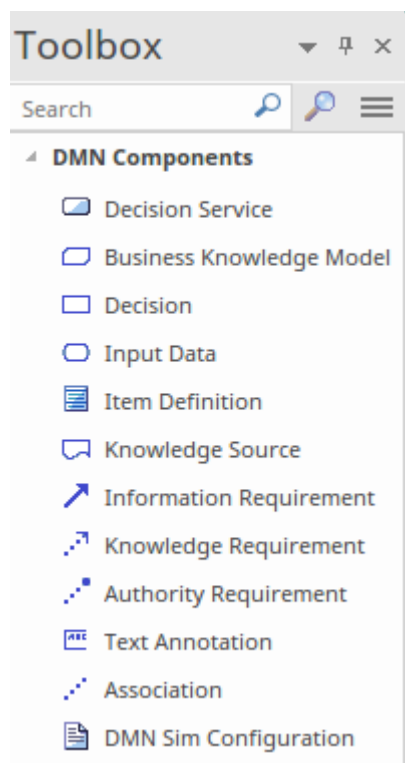 Toolbox
Search
DMN Components
Decision Service
Business Knowledge Model
Decision
Input Data
Item Definition
Knowledge Source
Information Requirement
Knowledge Requirement
Authority Requirement
ABC Text Annotation
Association
DMN Sim Configuration